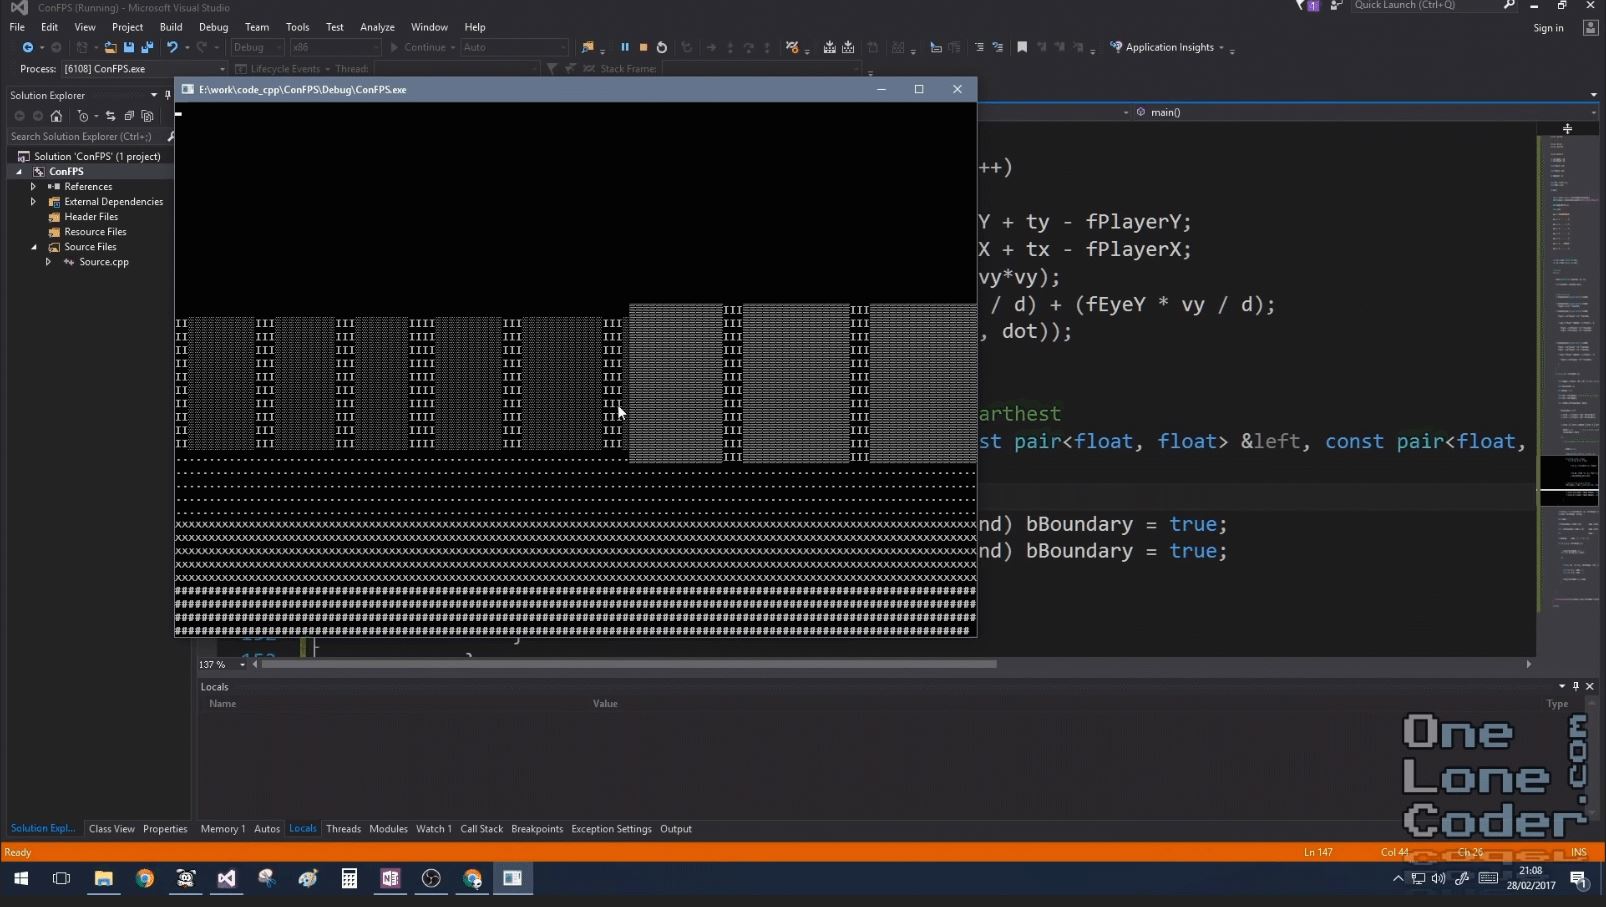 ConFPS (Running) - Microsoft Visual Studio
Quick Launch (Ctrl+Q)
File Edit View Project Build Debug Team Tools Test Analyze Window Help
Sign in
Debug x86 Continue Auto Application Insights
Process: [6108] ConFPS.exe Lifecycle Events Thread: Stack Frame:
Solution Explorer
E:\work\code_cpp\ConFPS\Debug\ConFPS.exe
main()
Search Solution Explorer (Ctrl+;)
Solution 'ConFPS' (1 project)
ConFPS
References
External Dependencies
Header Files
Resource Files
Source Files
Source.cpp
++)
Y + ty - fPlayerY;
X + tx - fPlayerX;
vy*vy);
/ d) + (fEyeY * vy / d);
, dot));
arthest
st pair<float, float> &left, const pair<float,
nd) bBoundary = true;
nd) bBoundary = true;
153
137 %
Locals
Name Value Type
One
Lone
Coder
.com
Solution Expl... Class View Properties Memory 1 Autos Locals Threads Modules Watch 1 Call Stack Breakpoints Exception Settings Output
Ready Ln 147 Col 44 Ch 26 INS
21:08
28/02/2017